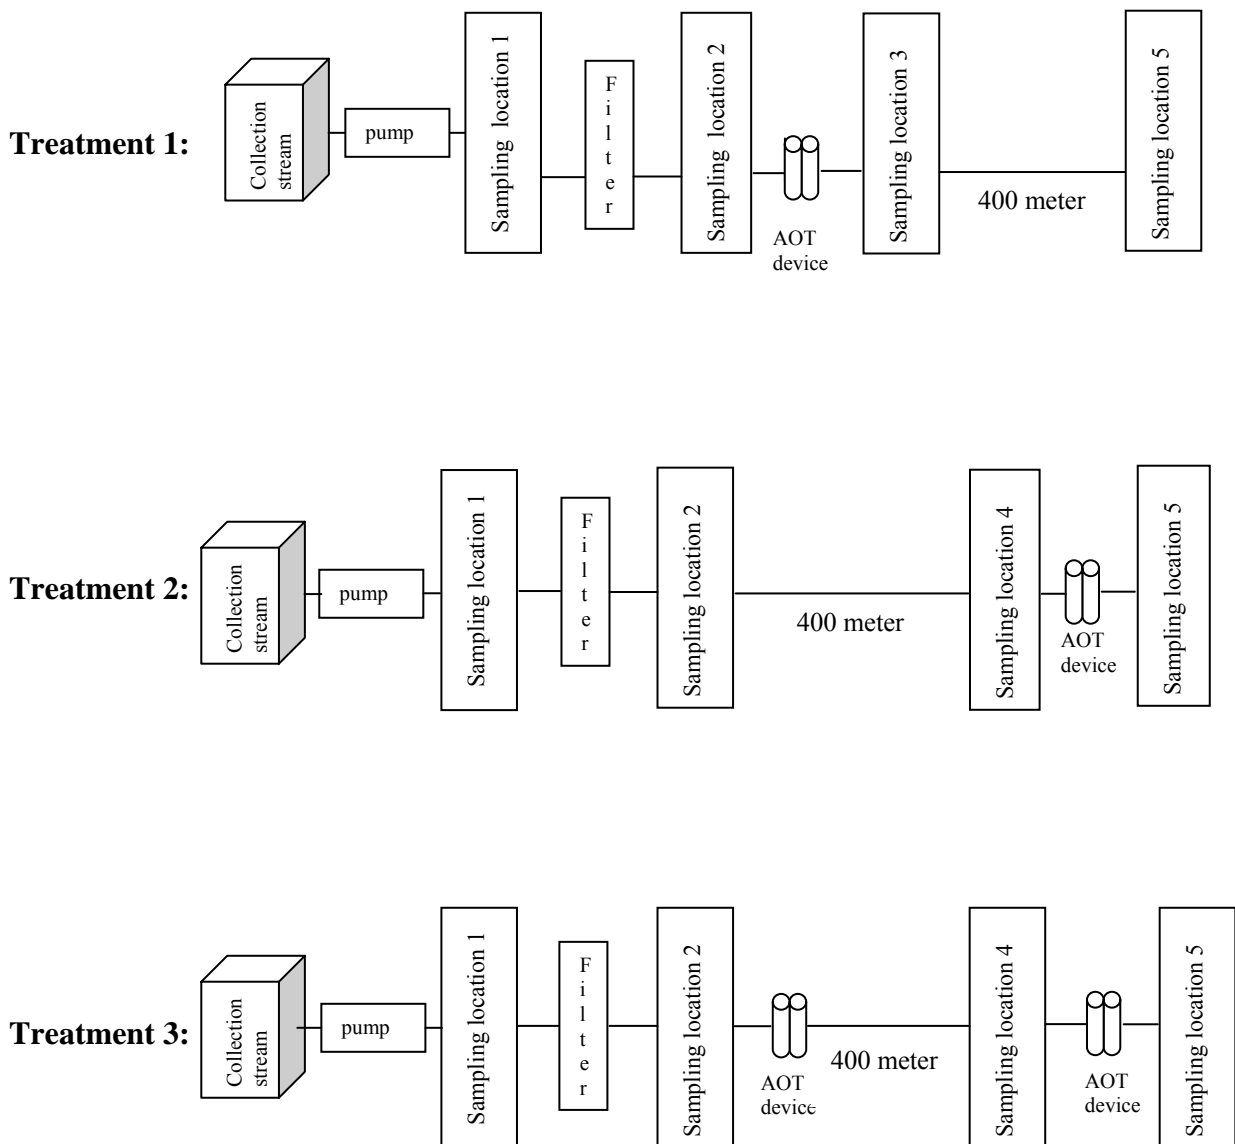 Treatment 1:
Collection
stream
pump
Sampling location 1
Filter
Sampling location 2
AOT
device
Sampling location 3
400 meter
Sampling location 5
Treatment 2:
Collection
stream
pump
Sampling location 1
Filter
Sampling location 2
400 meter
Sampling location 4
AOT
device
Sampling location 5
Treatment 3:
Collection
stream
pump
Sampling location 1
Filter
Sampling location 2
AOT
device
400 meter
Sampling location 4
AOT
device
Sampling location 5